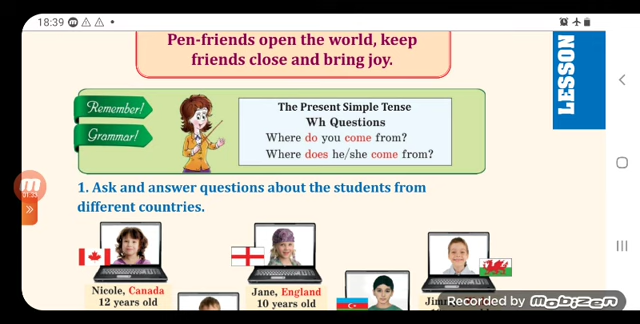 18:39
Pen-friends open the world, keep
friends close and bring joy.
LESSON
Remember!
Grammar!
The Present Simple Tense
Wh Questions
Where do you come from?
Where does he/she come from?
1. Ask and answer questions about the students from
different countries.
Nicole, Canada
12 years old
Jane, England
10 years old
Recorded by Mobizen